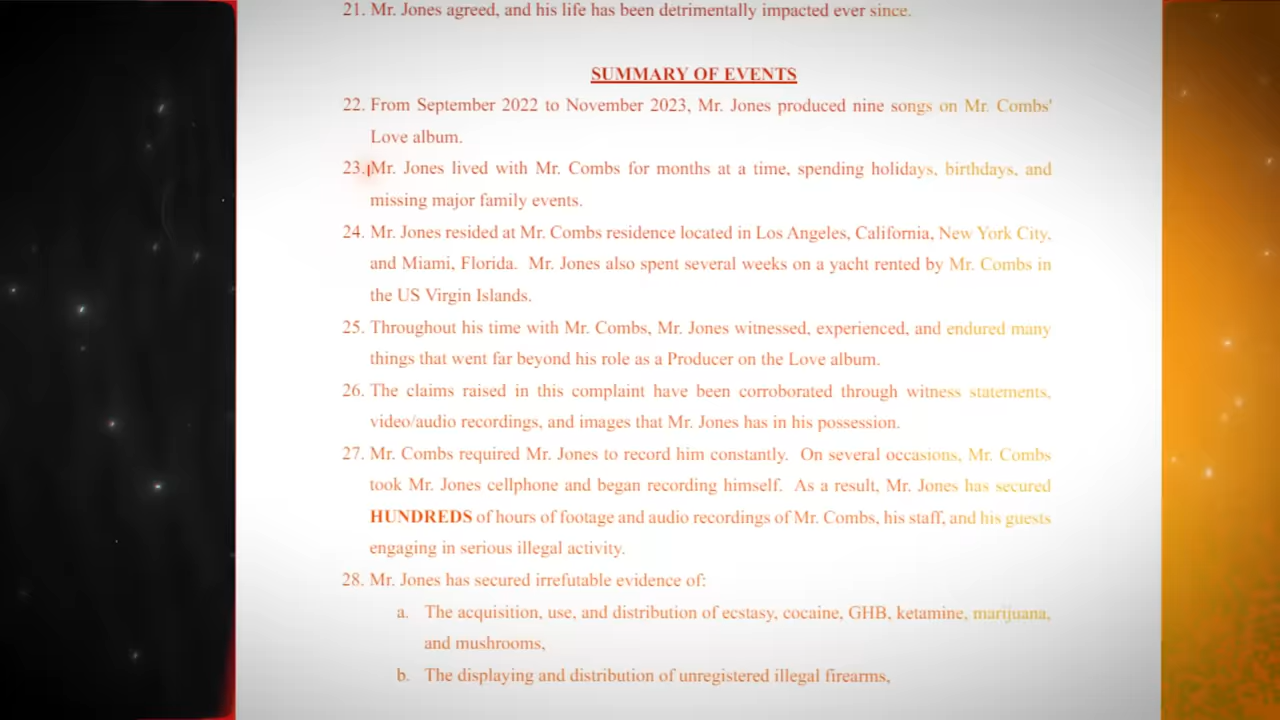 21. Mr. Jones agreed, and his life has been detrimentally impacted ever since.
SUMMARY OF EVENTS
22. From September 2022 to November 2023, Mr. Jones produced nine songs on Mr. Combs'
Love album.
23. Mr. Jones lived with Mr. Combs for months at a time, spending holidays, birthdays, and
missing major family events.
24. Mr. Jones resided at Mr. Combs residence located in Los Angeles, California, New York City,
and Miami, Florida. Mr. Jones also spent several weeks on a yacht rented by Mr. Combs in
the US Virgin Islands.
25. Throughout his time with Mr. Combs, Mr. Jones witnessed, experienced, and endured many
things that went far beyond his role as a Producer on the Love album.
26. The claims raised in this complaint have been corroborated through witness statements,
video/audio recordings, and images that Mr. Jones has in his possession.
27. Mr. Combs required Mr. Jones to record him constantly. On several occasions, Mr. Combs
took Mr. Jones cellphone and began recording himself. As a result, Mr. Jones has secured
HUNDREDS of hours of footage and audio recordings of Mr. Combs, his staff, and his guests
engaging in serious illegal activity.
28. Mr. Jones has secured irrefutable evidence of:
a. The acquisition, use, and distribution of ecstasy, cocaine, GHB, ketamine, marijuana,
and mushrooms,
b. The displaying and distribution of unregistered illegal firearms,